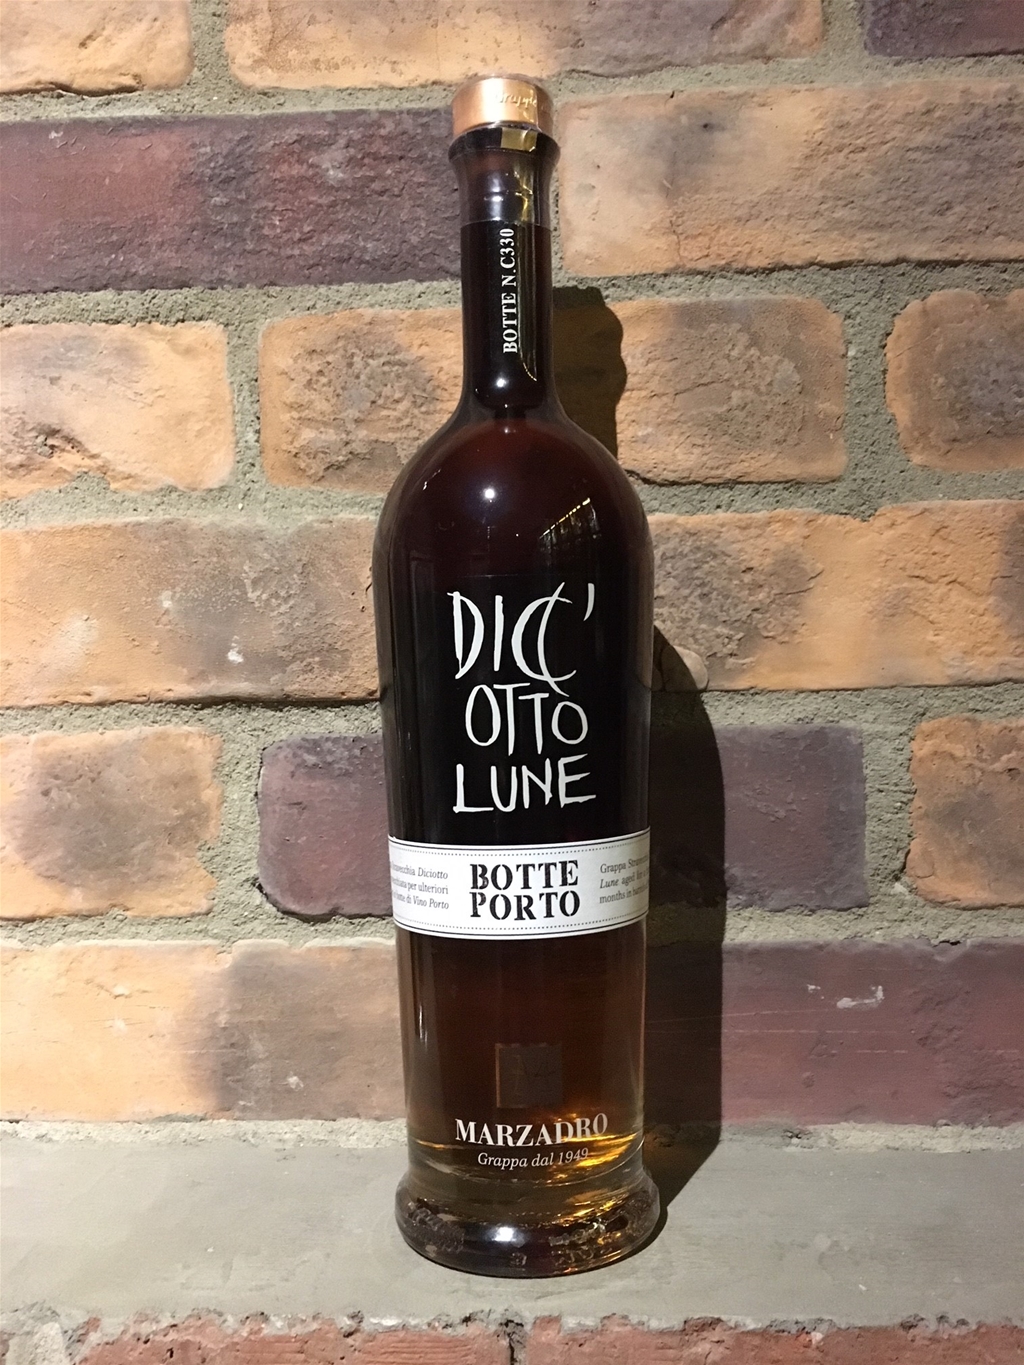 BOTTE N.C330
DICC'
OTTO
LUNE
Diciotto
per ulteriori
di Vino Porto
BOTTE
PORTO
Grappa
Lune aged
months in
MARZADRO
Grappa dal 1949